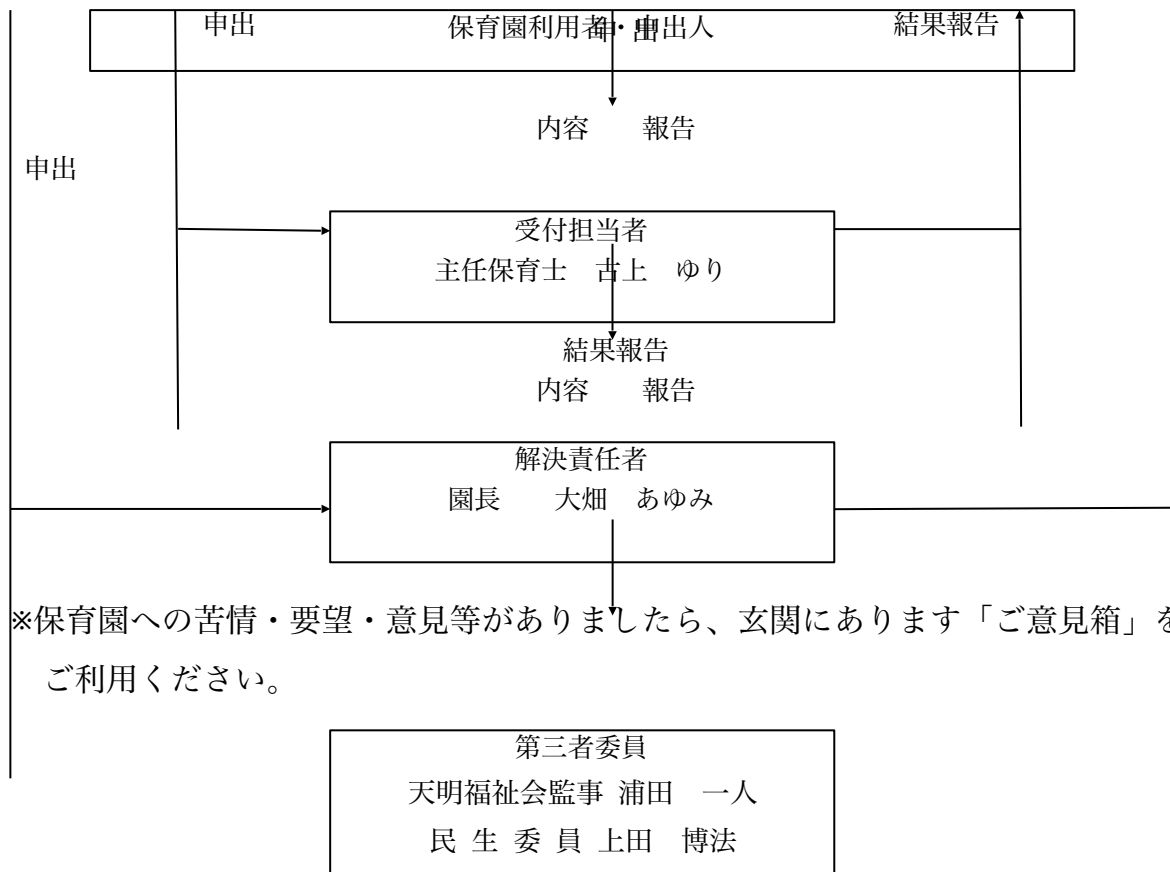 申出
保育園利用者・申出人
申 出
結果報告
内容　　報告
申出
受付担当者
主任保育士　古上　ゆり
結果報告
内容　　報告
解決責任者
園長　　大畑　あゆみ
※保育園への苦情・要望・意見等がありましたら、玄関にあります「ご意見箱」を
ご利用ください。
第三者委員
天明福祉会監事 浦田　一人
民 生 委 員 上田　博法